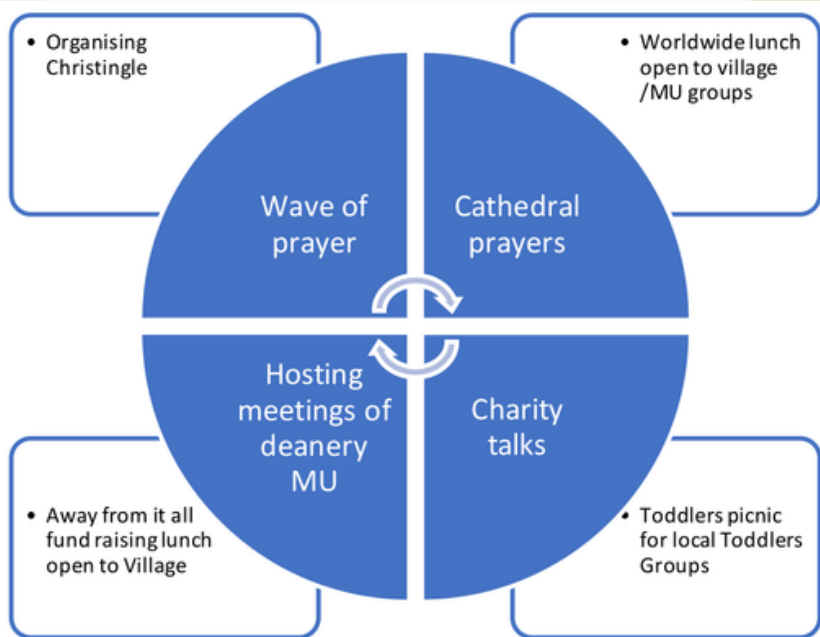 • Organising
Christingle
• Worldwide lunch
open to village
/MU groups
Wave of
prayer
Cathedral
prayers
Hosting
meetings of
deanery
MU
Charity
talks
• Away from it all
fund raising lunch
open to Village
• Toddlers picnic
for local Toddlers
Groups